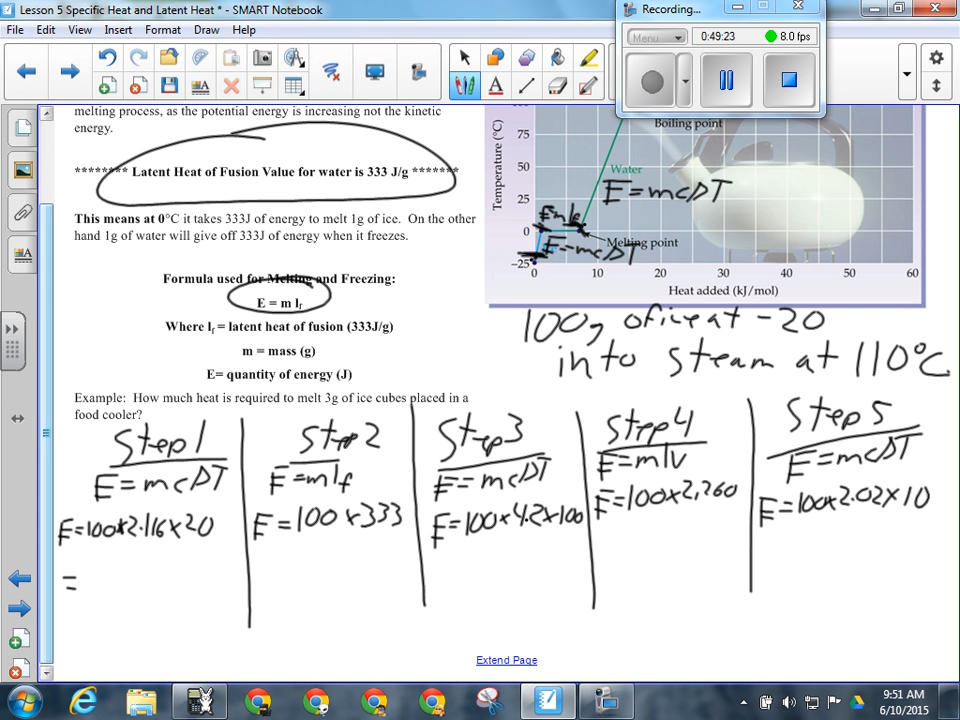 Lesson 5 Specific Heat and Latent Heat * - SMART Notebook
Recording...
File Edit View Insert Format Draw Help
Menu
0:49:23
8.0 fps
melting process, as the potential energy is increasing not the kinetic
energy.
******** Latent Heat of Fusion Value for water is 333 J/g *******
This means at 0°C it takes 333J of energy to melt 1g of ice. On the other
hand 1g of water will give off 333J of energy when it freezes.
Formula used for Melting and Freezing:
E = m lf
Where lf = latent heat of fusion (333J/g)
m = mass (g)
E= quantity of energy (J)
Example: How much heat is required to melt 3g of ice cubes placed in a
food cooler?
Temperature (°C)
75
50
25
0
−25
Boiling point
Water
E=mcΔT
E=mlf
Melting point
E=mcΔT
0 10 20 30 40 50 60
Heat added (kJ/mol)
100g of ice at -20
into steam at 110°C
Step 1
E=mcΔT
E=100×2.116×20
=
Step 2
E=mlf
E=100×333
Step 3
E=mcΔT
E=100×4.2×100
Step 4
E=mlv
E=100×2,260
Step 5
E=mcΔT
E=100×2.02×10
Extend Page
9:51 AM
6/10/2015